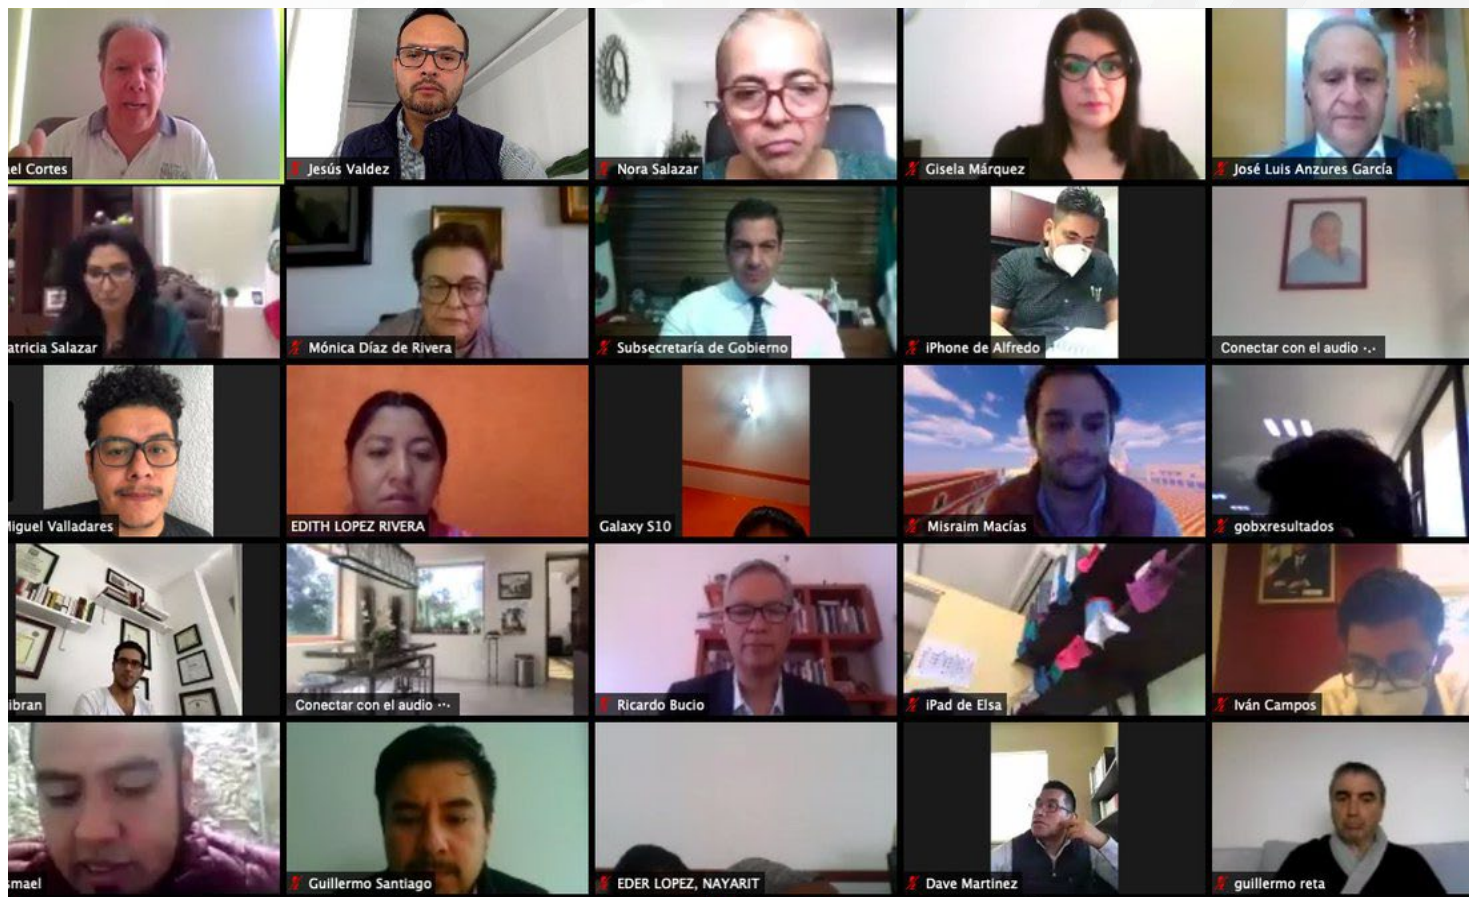 ael Cortes
Jesús Valdez
Nora Salazar
Gisela Márquez
José Luis Anzures García
atricia Salazar
Mónica Díaz de Rivera
Subsecretaría de Gobierno
iPhone de Alfredo
Conectar con el audio ·.·
Miguel Valladares
EDITH LOPEZ RIVERA
Galaxy S10
Misraim Macías
gobxresultados
ibran
Conectar con el audio ···
Ricardo Bucio
iPad de Elsa
Iván Campos
smael
Guillermo Santiago
EDER LOPEZ, NAYARIT
Dave Martinez
guillermo reta